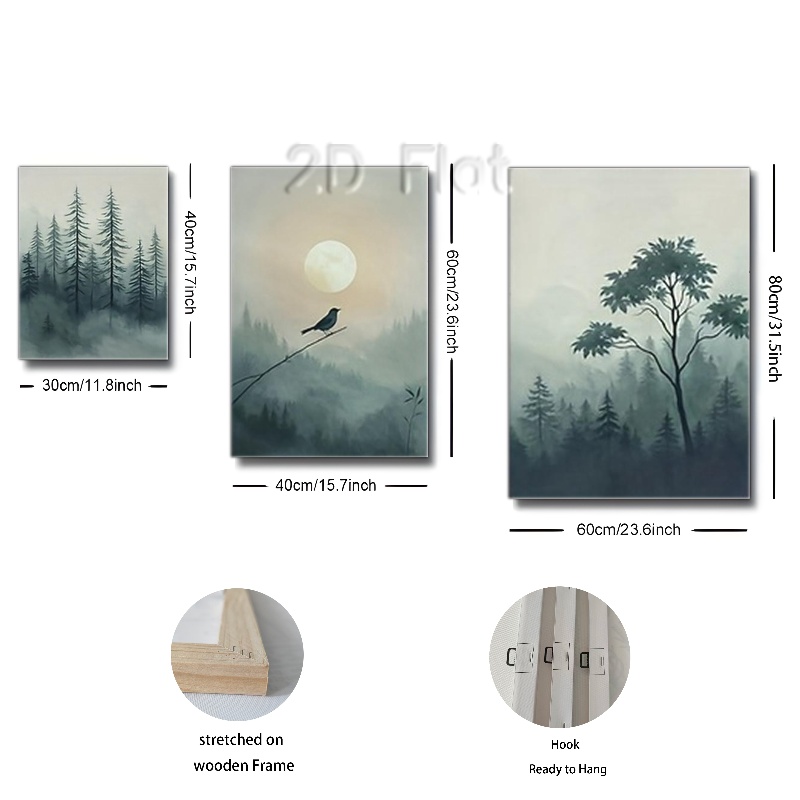 2D Flat
40cm/15.7inch
30cm/11.8inch
60cm/23.6inch
40cm/15.7inch
80cm/31.5inch
60cm/23.6inch
stretched on
wooden Frame
Hook
Ready to Hang